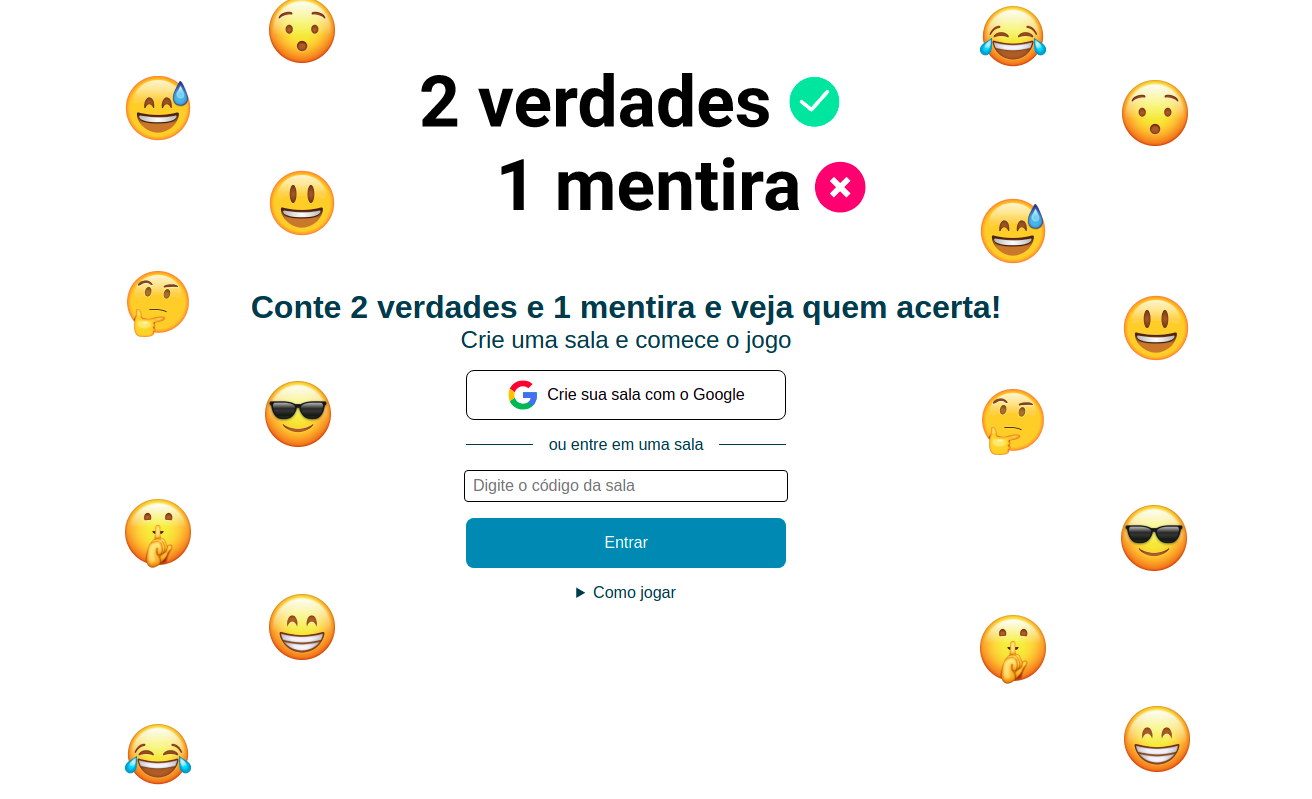 2 verdades
1 mentira
Conte 2 verdades e 1 mentira e veja quem acerta!
Crie uma sala e comece o jogo
Crie sua sala com o Google
ou entre em uma sala
Digite o código da sala
Entrar
Como jogar